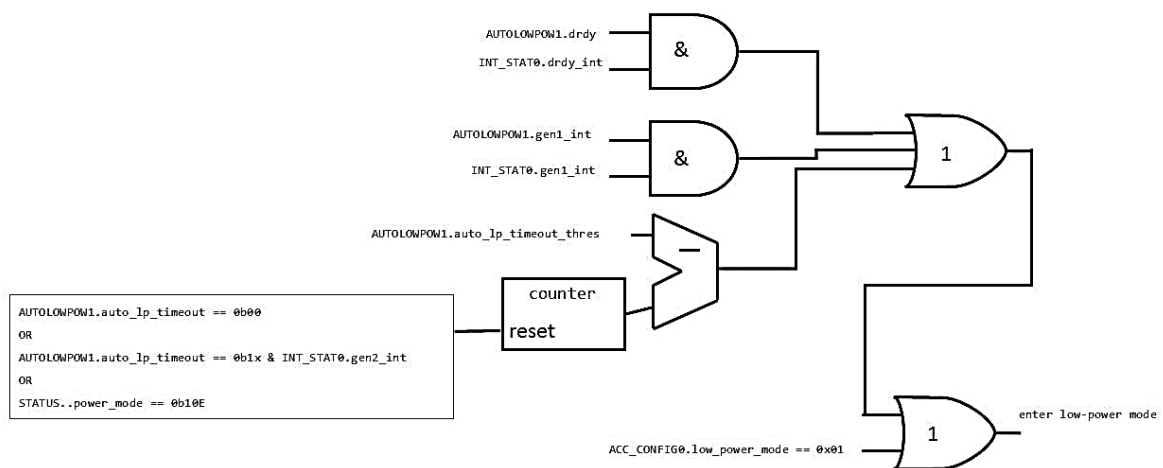 AUTOLOWPOW1.drdy
&
INT_STAT0.drdy_int
AUTOLOWPOW1.gen1_int
&
INT_STAT0.gen1_int
1
AUTOLOWPOW1.auto_lp_timeout_thres
—
counter
reset
AUTOLOWPOW1.auto_lp_timeout == 0b00
OR
AUTOLOWPOW1.auto_lp_timeout == 0b1x & INT_STAT0.gen2_int
OR
STATUS..power_mode == 0b10E
enter low-power mode
1
ACC_CONFIG0.low_power_mode == 0x01